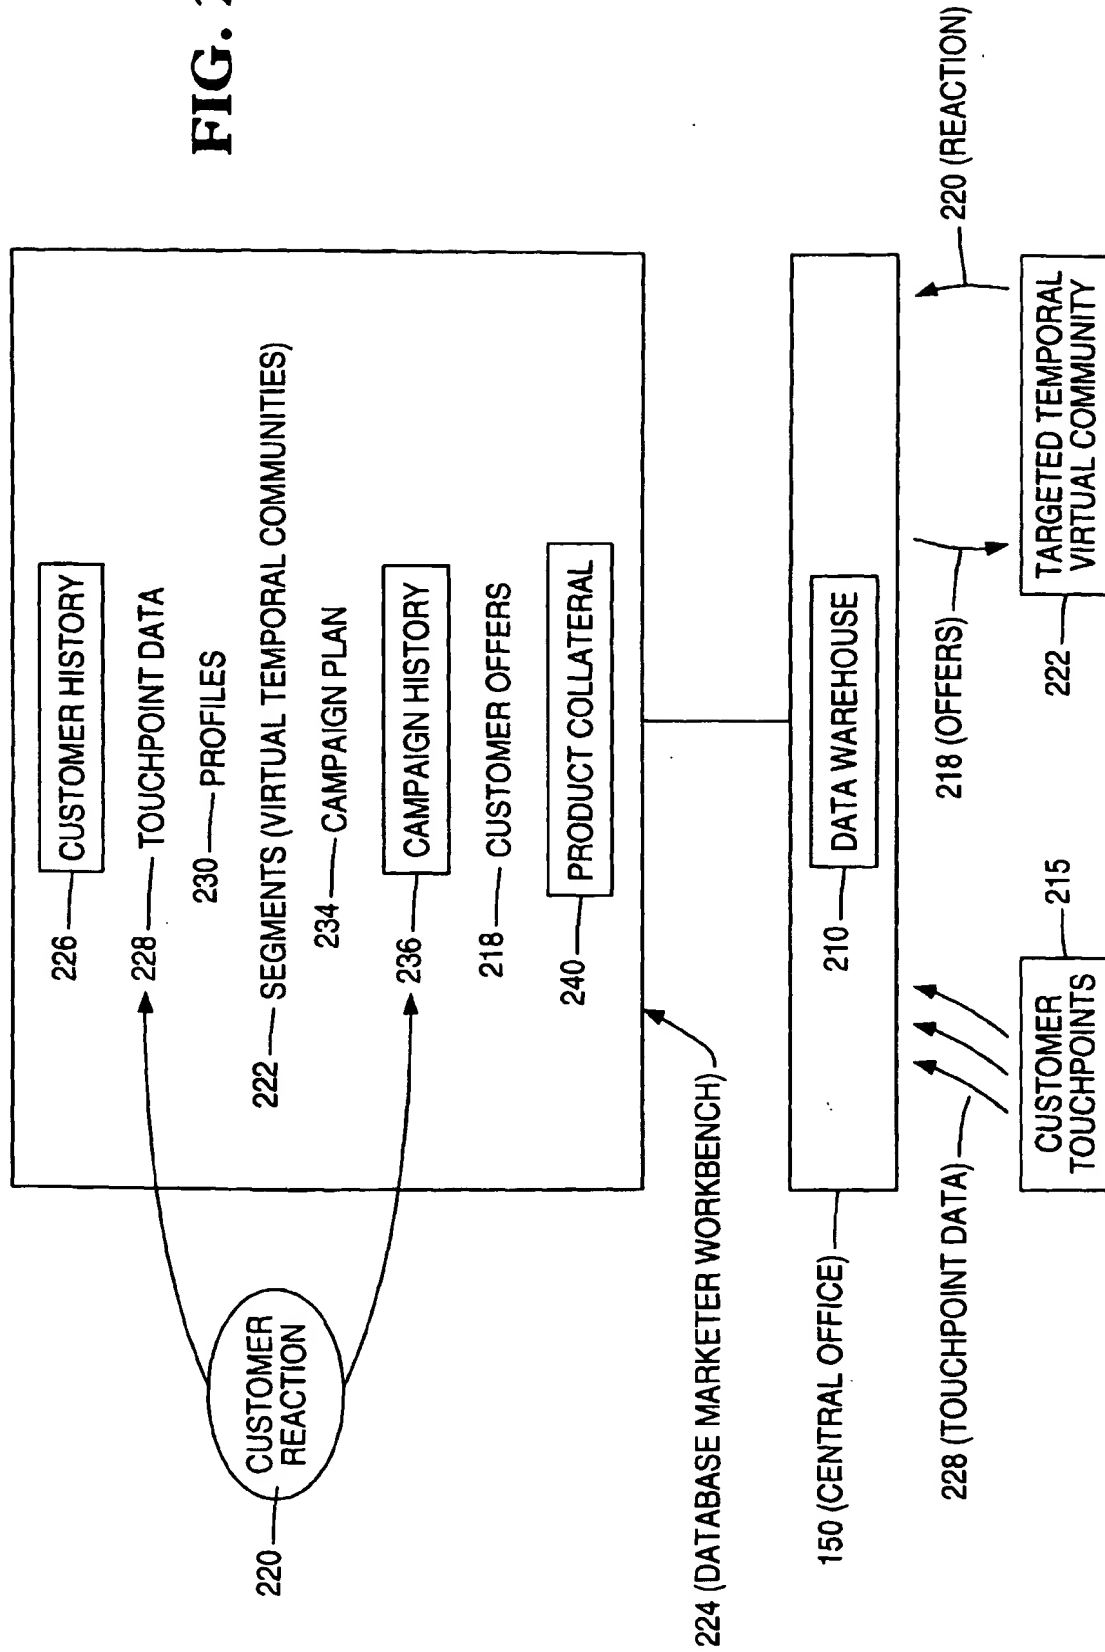 FIG. 2
226
CUSTOMER HISTORY
228
TOUCHPOINT DATA
230
PROFILES
222
SEGMENTS (VIRTUAL TEMPORAL COMMUNITIES)
234
CAMPAIGN PLAN
236
CAMPAIGN HISTORY
218
CUSTOMER OFFERS
240
PRODUCT COLLATERAL
CUSTOMER
REACTION
220
224 (DATABASE MARKETER WORKBENCH)
210
DATA WAREHOUSE
150 (CENTRAL OFFICE)
228 (TOUCHPOINT DATA)
218 (OFFERS)
220 (REACTION)
CUSTOMER
TOUCHPOINTS
215
222
TARGETED TEMPORAL
VIRTUAL COMMUNITY